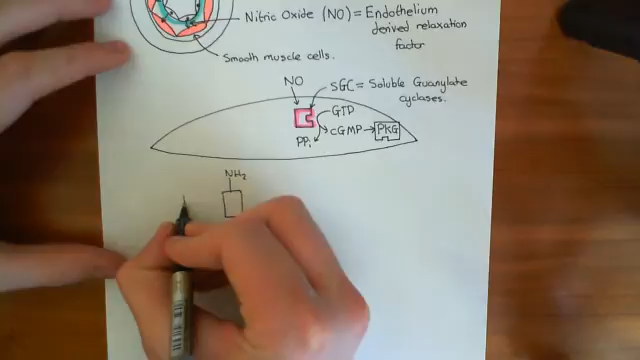 Nitric Oxide (NO) = Endothelium
derived relaxation
factor
Smooth muscle cells.
NO
sGC = Soluble Guanylate
cyclases.
GTP
cGMP → PKG
PPi
NH2